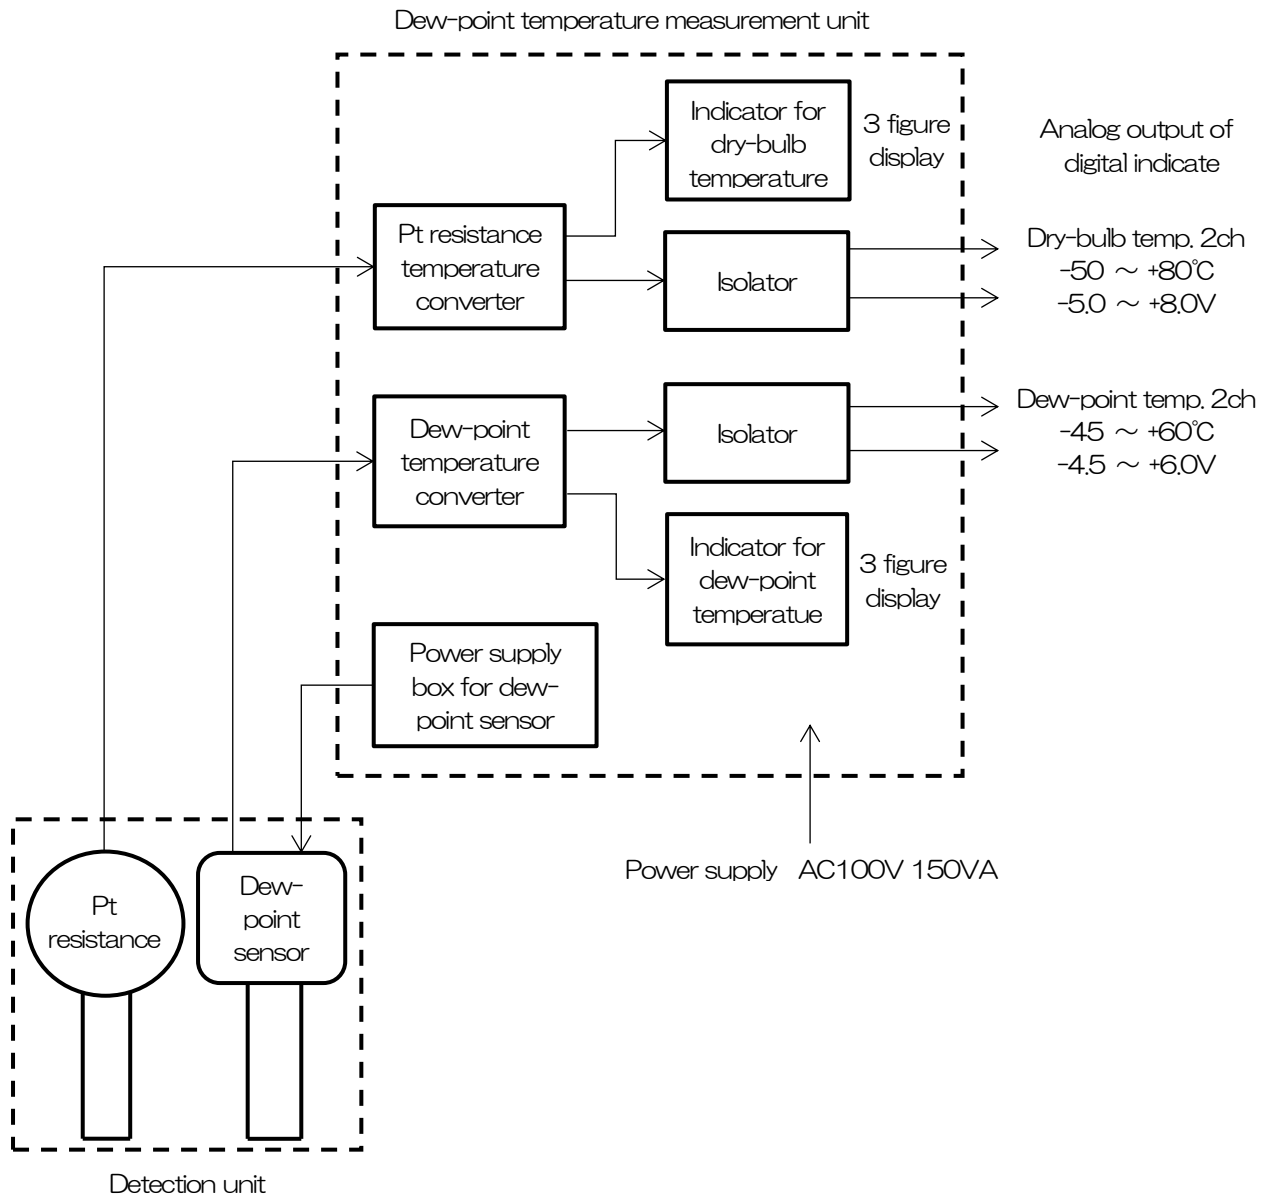 Dew-point temperature measurement unit
Indicator for
dry-bulb
temperature
3 figure
display
Analog output of
digital indicate
Pt resistance
temperature
converter
Isolator
Dry-bulb temp. 2ch
-50 ～ +80℃
-5.0 ～ +8.0V
Dew-point
temperature
converter
Isolator
Dew-point temp. 2ch
-45 ～ +60℃
-4.5 ～ +6.0V
Indicator for
dew-point
temperatue
3 figure
display
Power supply
box for dew-
point sensor
Power supply AC100V 150VA
Pt
resistance
Dew-
point
sensor
Detection unit